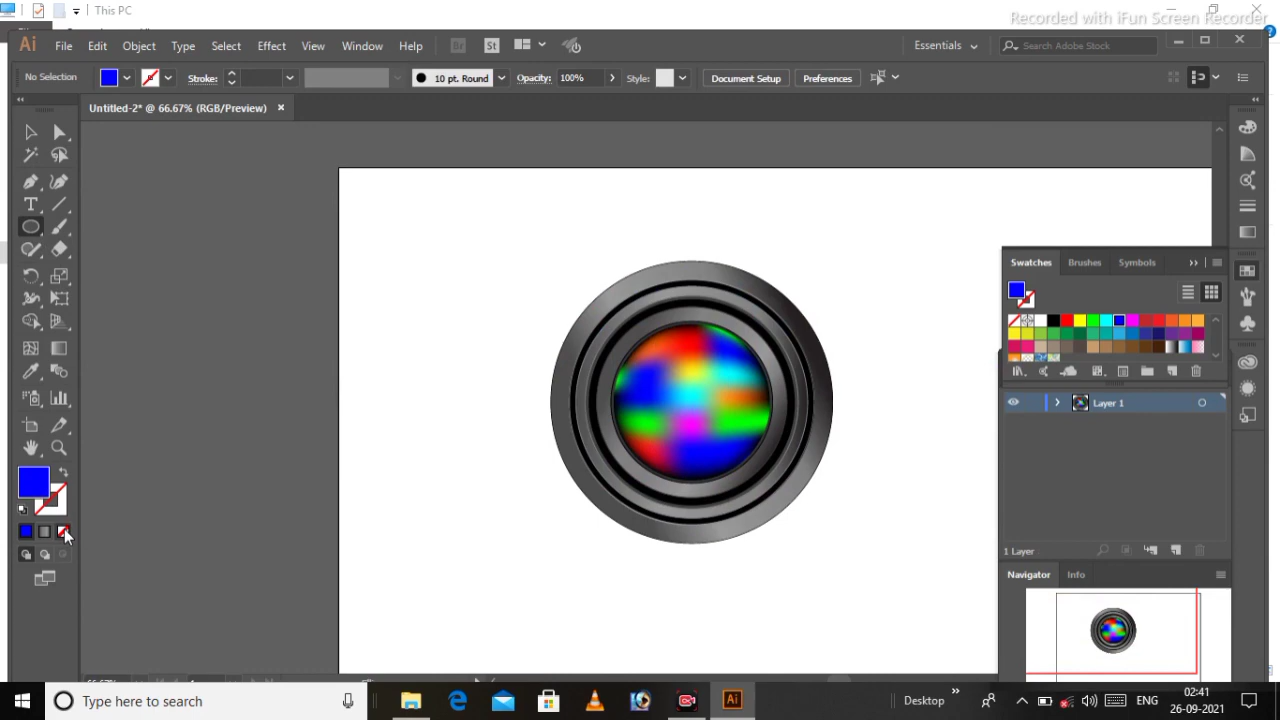 This PC
Recorded with iFun Screen Recorder
Ai File Edit Object Type Select Effect View Window Help Br St Essentials Search Adobe Stock
No Selection Stroke: 10 pt. Round Opacity: 100% Style: Document Setup Preferences
Untitled-2* @ 66.67% (RGB/Preview)
Swatches Brushes Symbols
Layer 1
1 Layer
Navigator Info
Type here to search
Ai
Desktop
ENG
02:41
26-09-2021